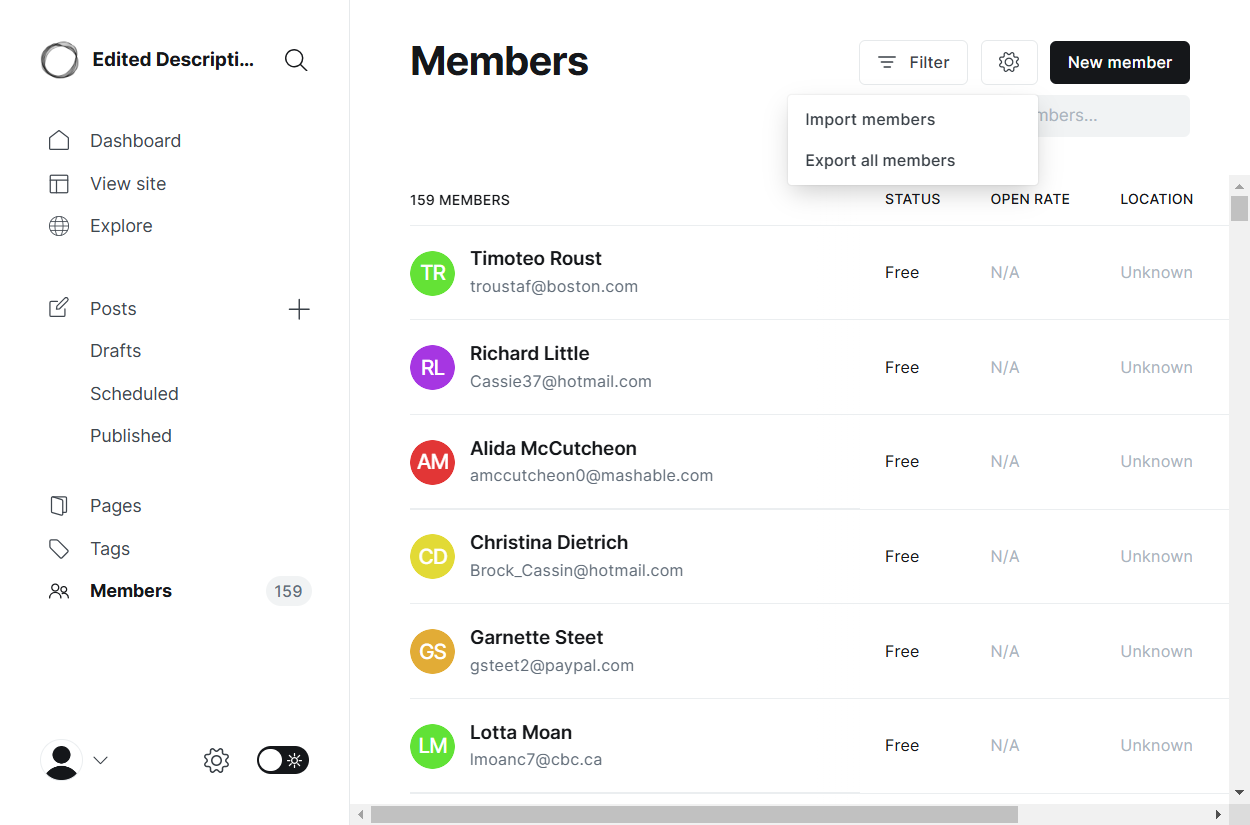 Edited Descripti...
Dashboard
View site
Explore
Posts
Drafts
Scheduled
Published
Pages
Tags
Members
159
Members
Filter
New member
Import members
Export all members
159 MEMBERS
STATUS
OPEN RATE
LOCATION
TR
Timoteo Roust
troustaf@boston.com
Free
N/A
Unknown
RL
Richard Little
Cassie37@hotmail.com
Free
N/A
Unknown
AM
Alida McCutcheon
amccutcheon0@mashable.com
Free
N/A
Unknown
CD
Christina Dietrich
Brock_Cassin@hotmail.com
Free
N/A
Unknown
GS
Garnette Steet
gsteet2@paypal.com
Free
N/A
Unknown
LM
Lotta Moan
lmoanc7@cbc.ca
Free
N/A
Unknown